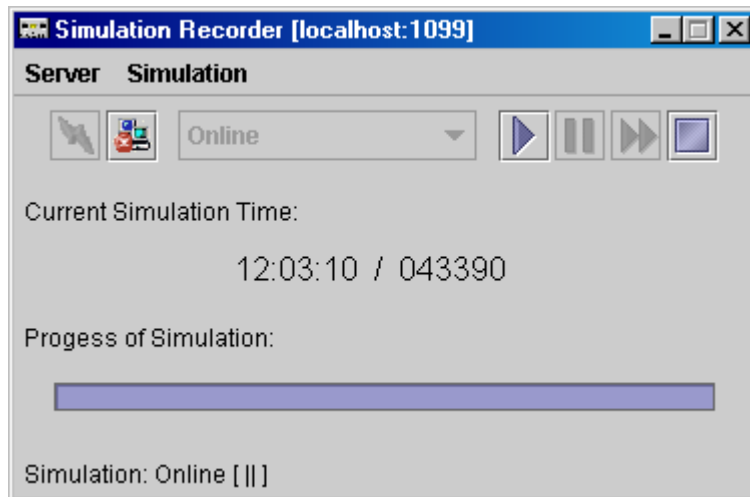 Simulation Recorder [localhost:1099]
Server Simulation
Online
Current Simulation Time:
12:03:10 / 043390
Progess of Simulation:
Simulation: Online [ || ]